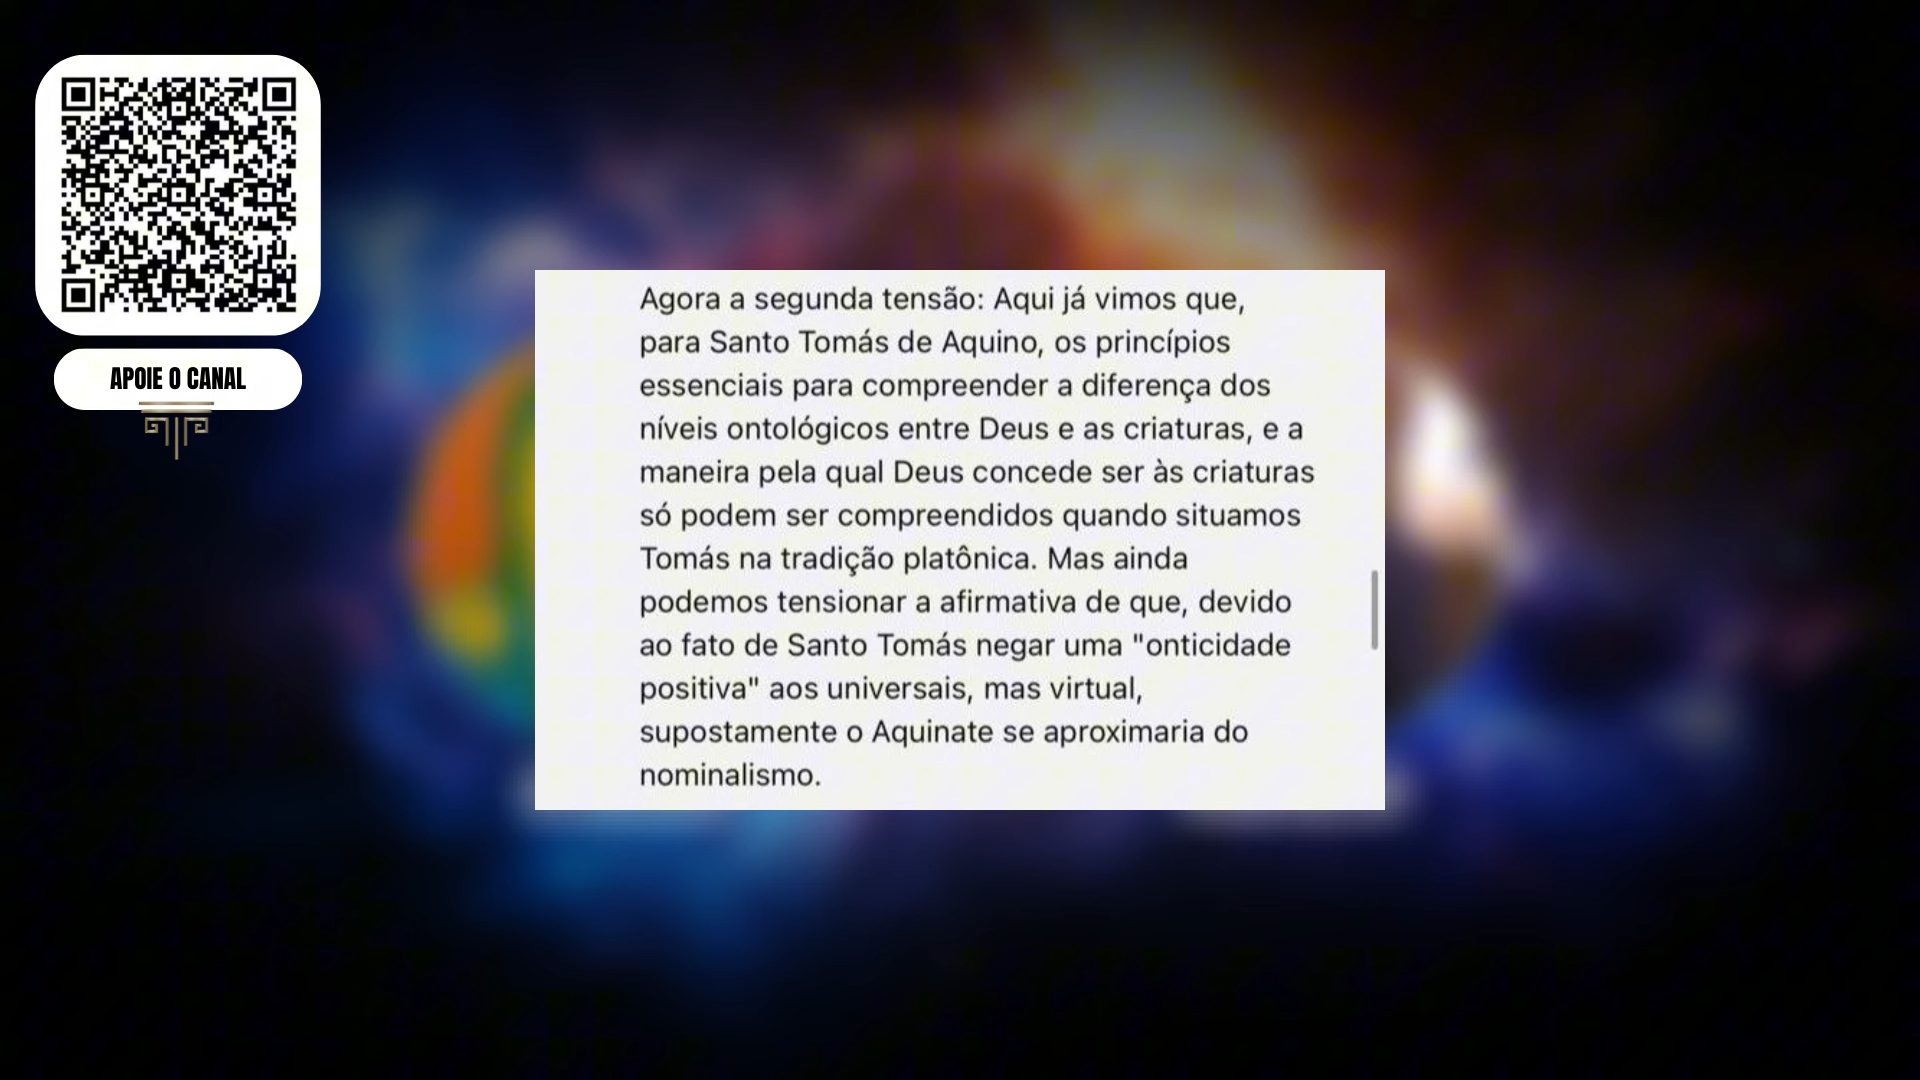 APOIE O CANAL
Agora a segunda tensão: Aqui já vimos que,
para Santo Tomás de Aquino, os princípios
essenciais para compreender a diferença dos
níveis ontológicos entre Deus e as criaturas, e a
maneira pela qual Deus concede ser às criaturas
só podem ser compreendidos quando situamos
Tomás na tradição platônica. Mas ainda
podemos tensionar a afirmativa de que, devido
ao fato de Santo Tomás negar uma "onticidade
positiva" aos universais, mas virtual,
supostamente o Aquinate se aproximaria do
nominalismo.